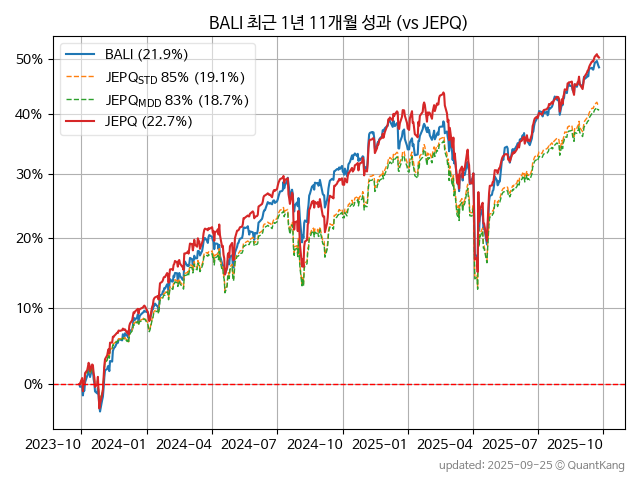 BALI 최근 1년 11개월 성과 (vs JEPQ)
BALI (21.9%)
JEPQSTD 85% (19.1%)
JEPQMDD 83% (18.7%)
JEPQ (22.7%)
50%
40%
30%
20%
10%
0%
2023-10 2024-01 2024-04 2024-07 2024-10 2025-01 2025-04 2025-07 2025-10
updated: 2025-09-25 © QuantKang